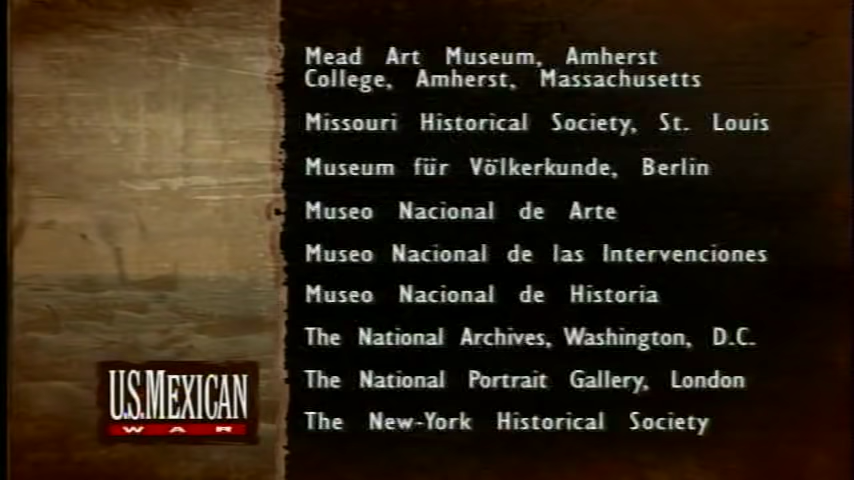 Mead Art Museum, Amherst
College, Amherst, Massachusetts
Missouri Historical Society, St. Louis
Museum für Völkerkunde, Berlin
Museo Nacional de Arte
Museo Nacional de las Intervenciones
Museo Nacional de Historia
The National Archives, Washington, D.C.
The National Portrait Gallery, London
The New-York Historical Society
U.S. MEXICAN
WAR